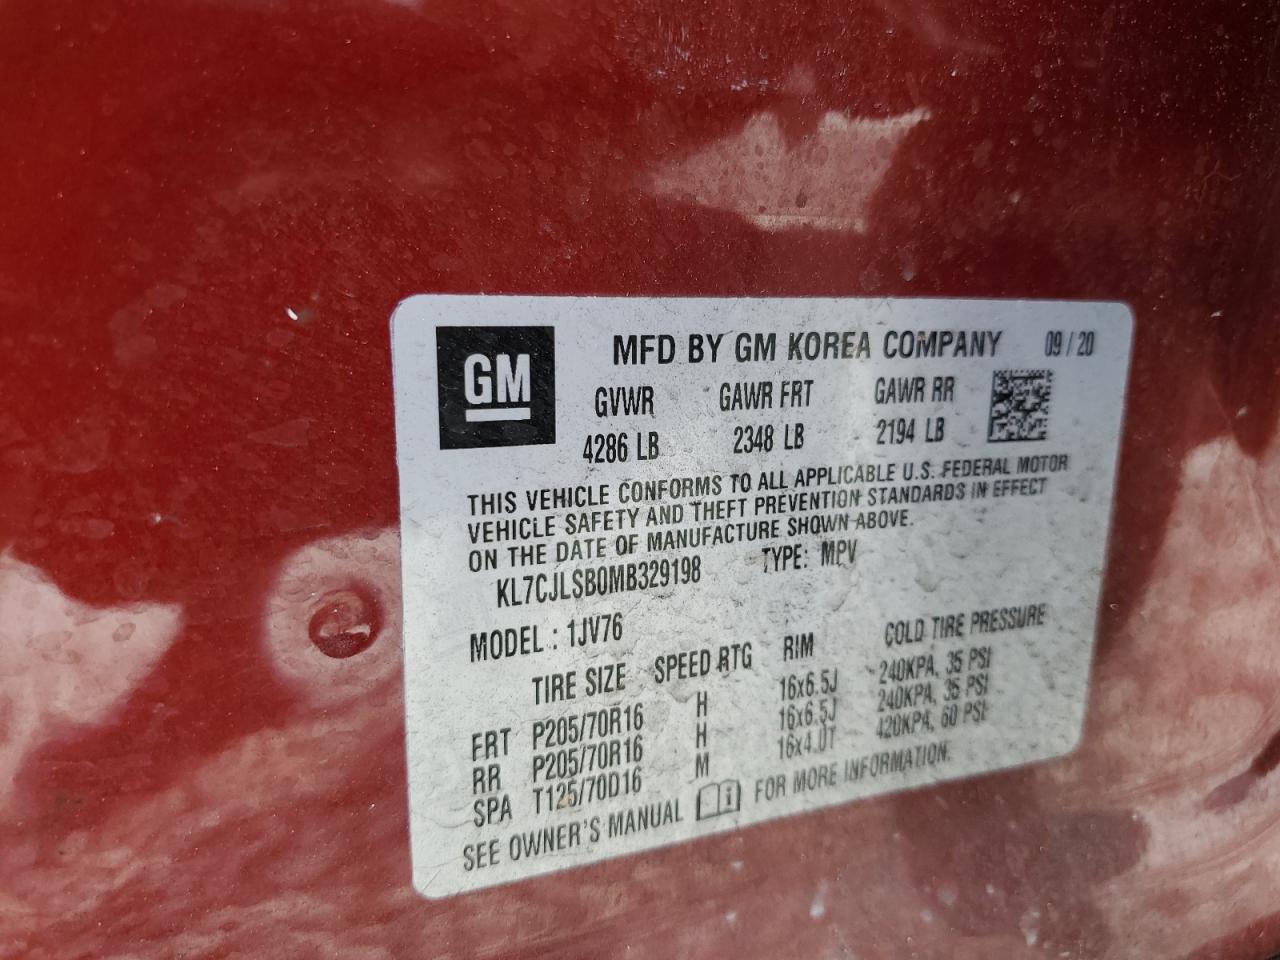 GM
MFD BY GM KOREA COMPANY 09/20
GVWR GAWR FRT GAWR RR
4286 LB 2348 LB 2194 LB
THIS VEHICLE CONFORMS TO ALL APPLICABLE U.S. FEDERAL MOTOR
VEHICLE SAFETY AND THEFT PREVENTION STANDARDS IN EFFECT
ON THE DATE OF MANUFACTURE SHOWN ABOVE.
KL7CJLSB0MB329198 TYPE: MPV
MODEL : 1JV76
TIRE SIZE SPEED RTG RIM COLD TIRE PRESSURE
FRT P205/70R16 H 16x6.5J 240KPA, 35 PSI
RR P205/70R16 H 16x6.5J 240KPA, 35 PSI
SPA T125/70D16 M 16x4.0T 420KPA, 60 PSI
SEE OWNER'S MANUAL FOR MORE INFORMATION.